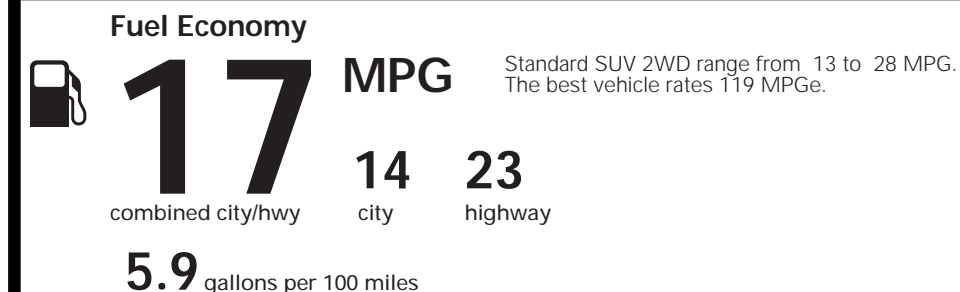 Fuel Economy
17 MPG
Standard SUV 2WD range from 13 to 28 MPG.
The best vehicle rates 119 MPGe.
14 23
combined city/hwy city highway
5.9 gallons per 100 miles